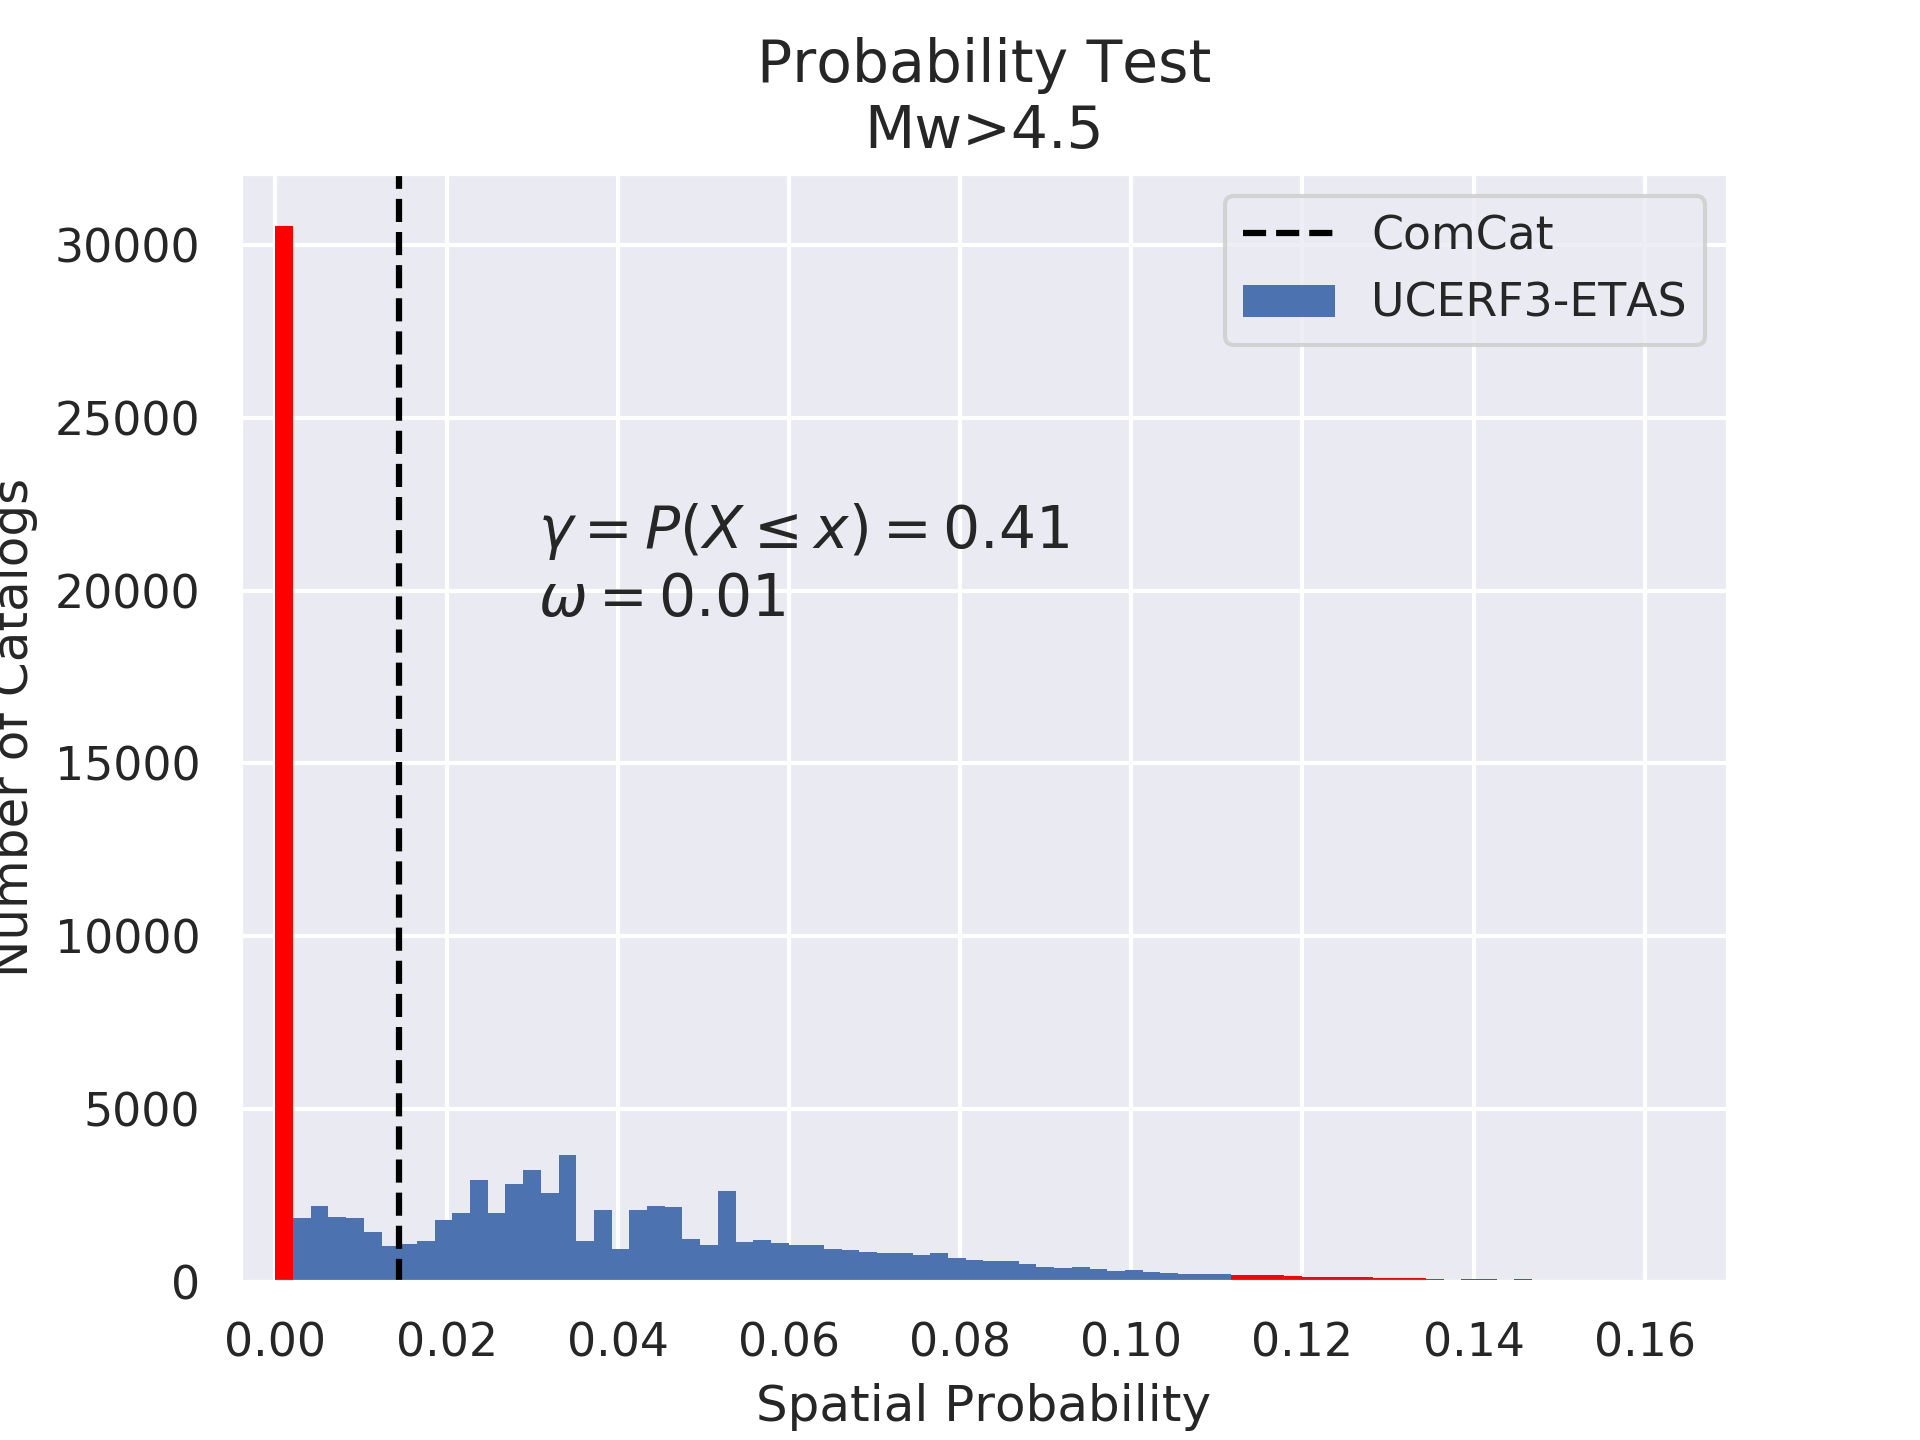 Probability Test
Mw>4.5
ComCat
UCERF3-ETAS
γ = P(X ≤ x) = 0.41
ω = 0.01
Number of Catalogs
30000
25000
20000
15000
10000
5000
0
0.00 0.02 0.04 0.06 0.08 0.10 0.12 0.14 0.16
Spatial Probability